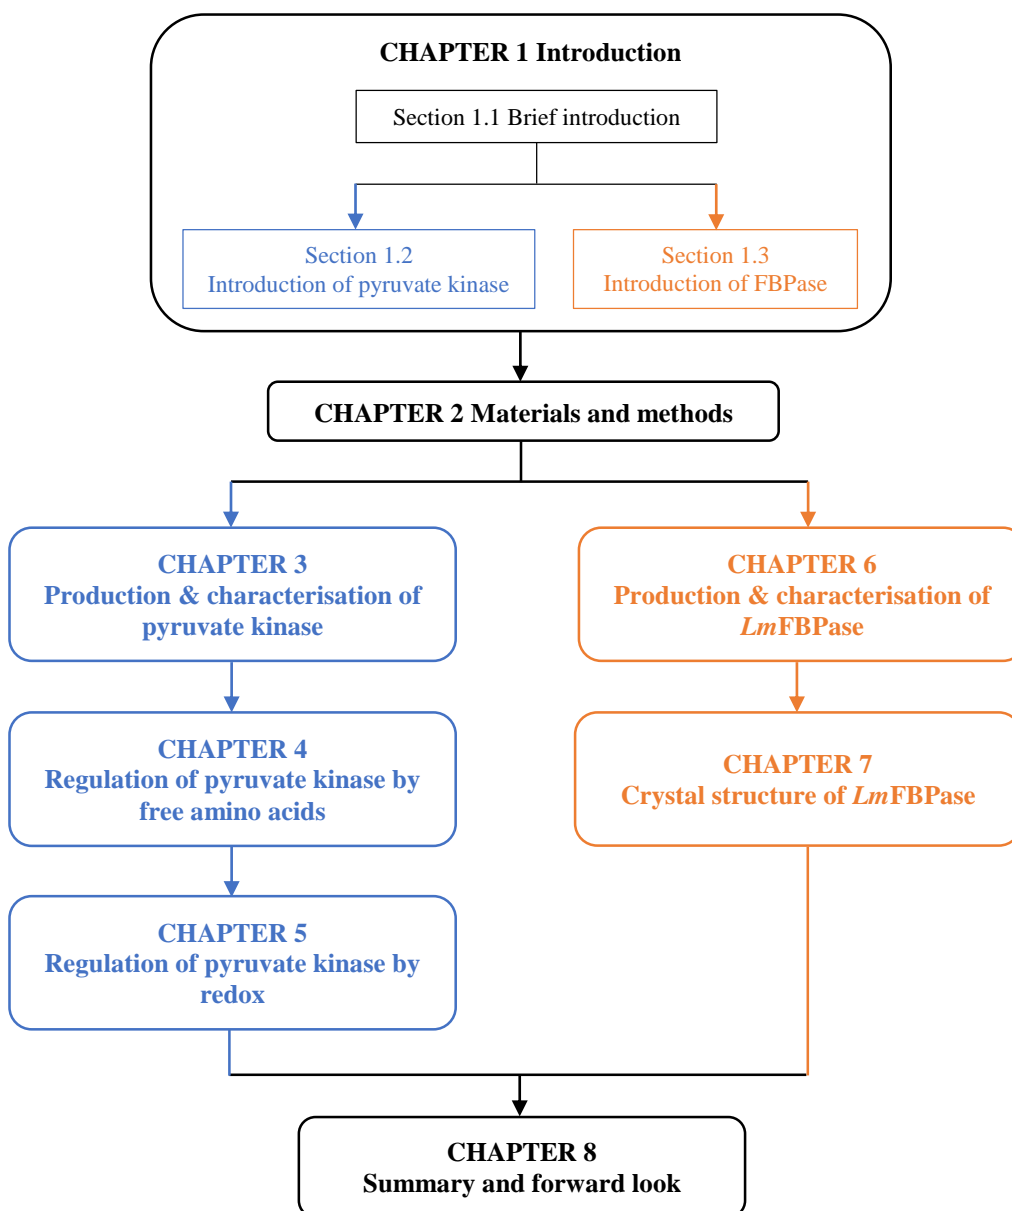 CHAPTER 1 Introduction
Section 1.1 Brief introduction
Section 1.2
Introduction of pyruvate kinase
Section 1.3
Introduction of FBPase
CHAPTER 2 Materials and methods
CHAPTER 3
Production & characterisation of
pyruvate kinase
CHAPTER 4
Regulation of pyruvate kinase by
free amino acids
CHAPTER 5
Regulation of pyruvate kinase by
redox
CHAPTER 6
Production & characterisation of
LmFBPase
CHAPTER 7
Crystal structure of LmFBPase
CHAPTER 8
Summary and forward look